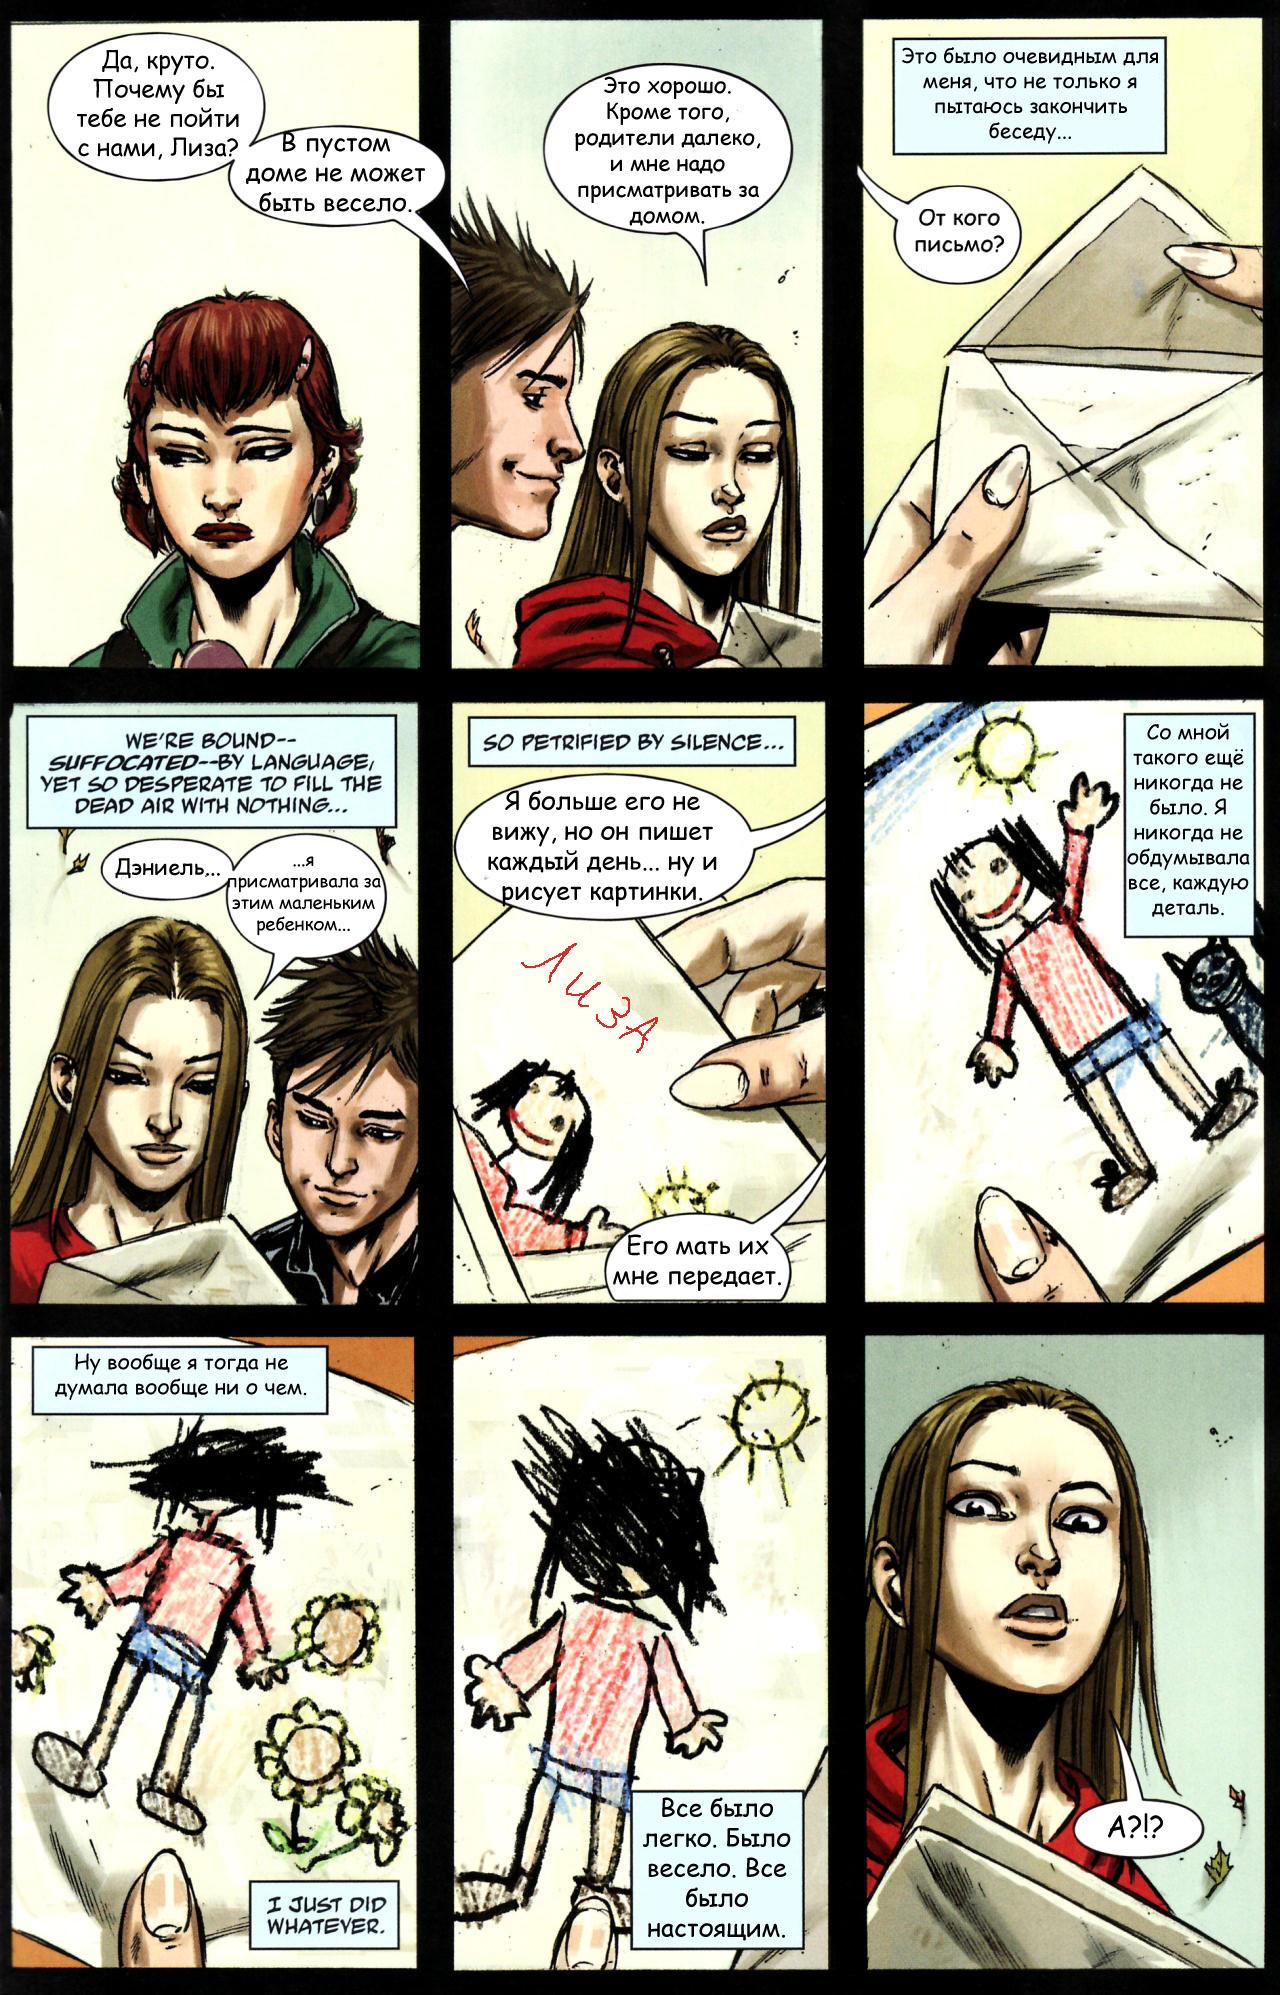 Да, круто.
Почему бы
тебе не пойти
с нами, Лиза?
В пустом
доме не может
быть весело.
Это хорошо.
Кроме того,
родители далеко,
и мне надо
присматривать за
домом.
Это было очевидным для
меня, что не только я
пытаюсь закончить
беседу...
От кого
письмо?
WE'RE BOUND--
SUFFOCATED--BY LANGUAGE,
YET SO DESPERATE TO FILL THE
DEAD AIR WITH NOTHING...
Дэниель...
...я
присматривала за
этим маленьким
ребенком...
SO PETRIFIED BY SILENCE...
Я больше его не
вижу, но он пишет
каждый день... ну и
рисует картинки.
ЛИЗА
Его мать их
мне передает.
Со мной
такого ещё
никогда не
было. Я
никогда не
обдумывала
все, каждую
деталь.
Ну вообще я тогда не
думала вообще ни о чем.
I JUST DID
WHATEVER.
Все было
легко. Было
весело. Все
было
настоящим.
А?!?